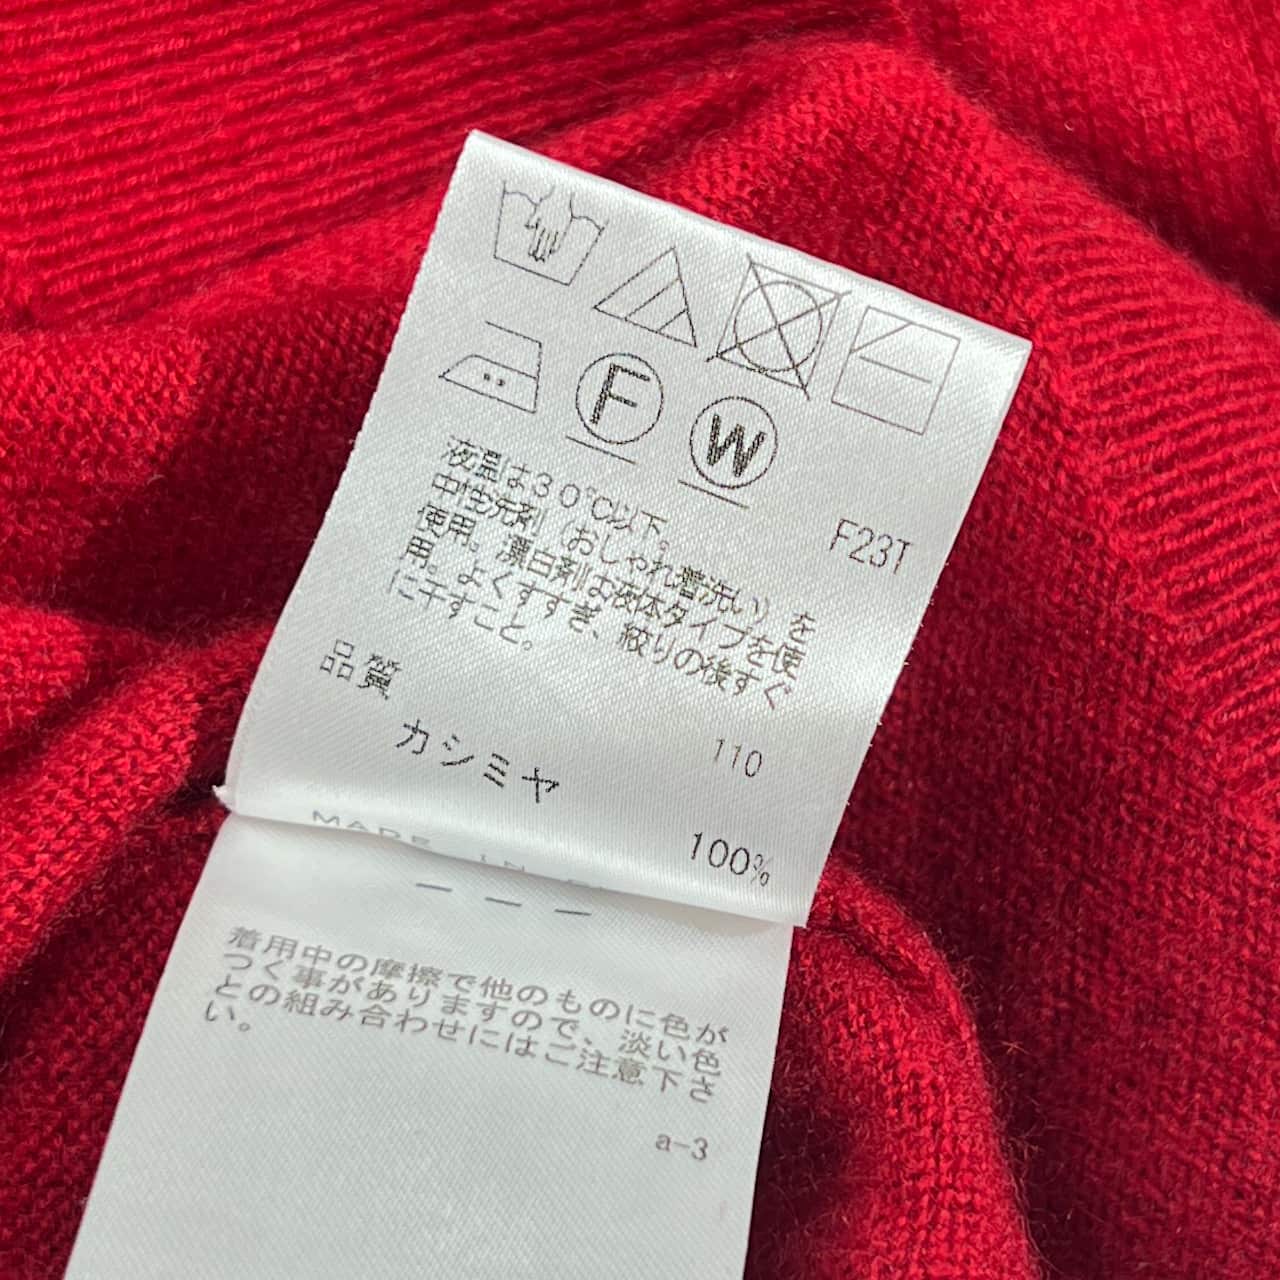 F
W
F23T
液温は30℃以下。
中性洗剤(おしゃれ着洗い)を
使用。漂白剤は液体タイプを使
用。よくすすぎ、絞りの後すぐ
に干すこと。
品質
110
カシミヤ
100%
MADE IN
着用中の摩擦で他のものに色が
つく事がありますので、淡い色
との組み合わせにはご注意下さ
い。
a-3